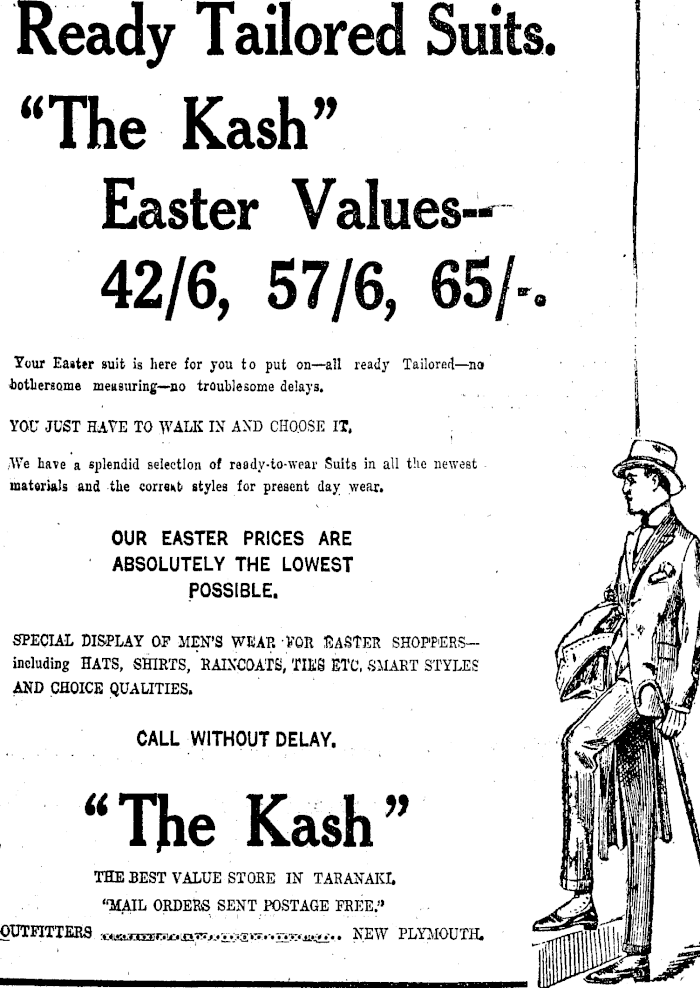 Ready Tailored Suits.
“The Kash”
Easter Values--
42/6, 57/6, 65/-.
Your Easter suit is here for you to put on—all ready Tailored—no
bothersome measuring—no troublesome delays.
YOU JUST HAVE TO WALK IN AND CHOOSE IT.
We have a splendid selection of ready-to-wear Suits in all the newest
materials and the correct styles for present day wear.
OUR EASTER PRICES ARE
ABSOLUTELY THE LOWEST
POSSIBLE.
SPECIAL DISPLAY OF MEN'S WEAR FOR EASTER SHOPPERS—
including HATS, SHIRTS, RAINCOATS, TIES ETC. SMART STYLES
AND CHOICE QUALITIES.
CALL WITHOUT DELAY.
“The Kash”
THE BEST VALUE STORE IN TARANAKI.
“MAIL ORDERS SENT POSTAGE FREE.”
OUTFITTERS ........ NEW PLYMOUTH.